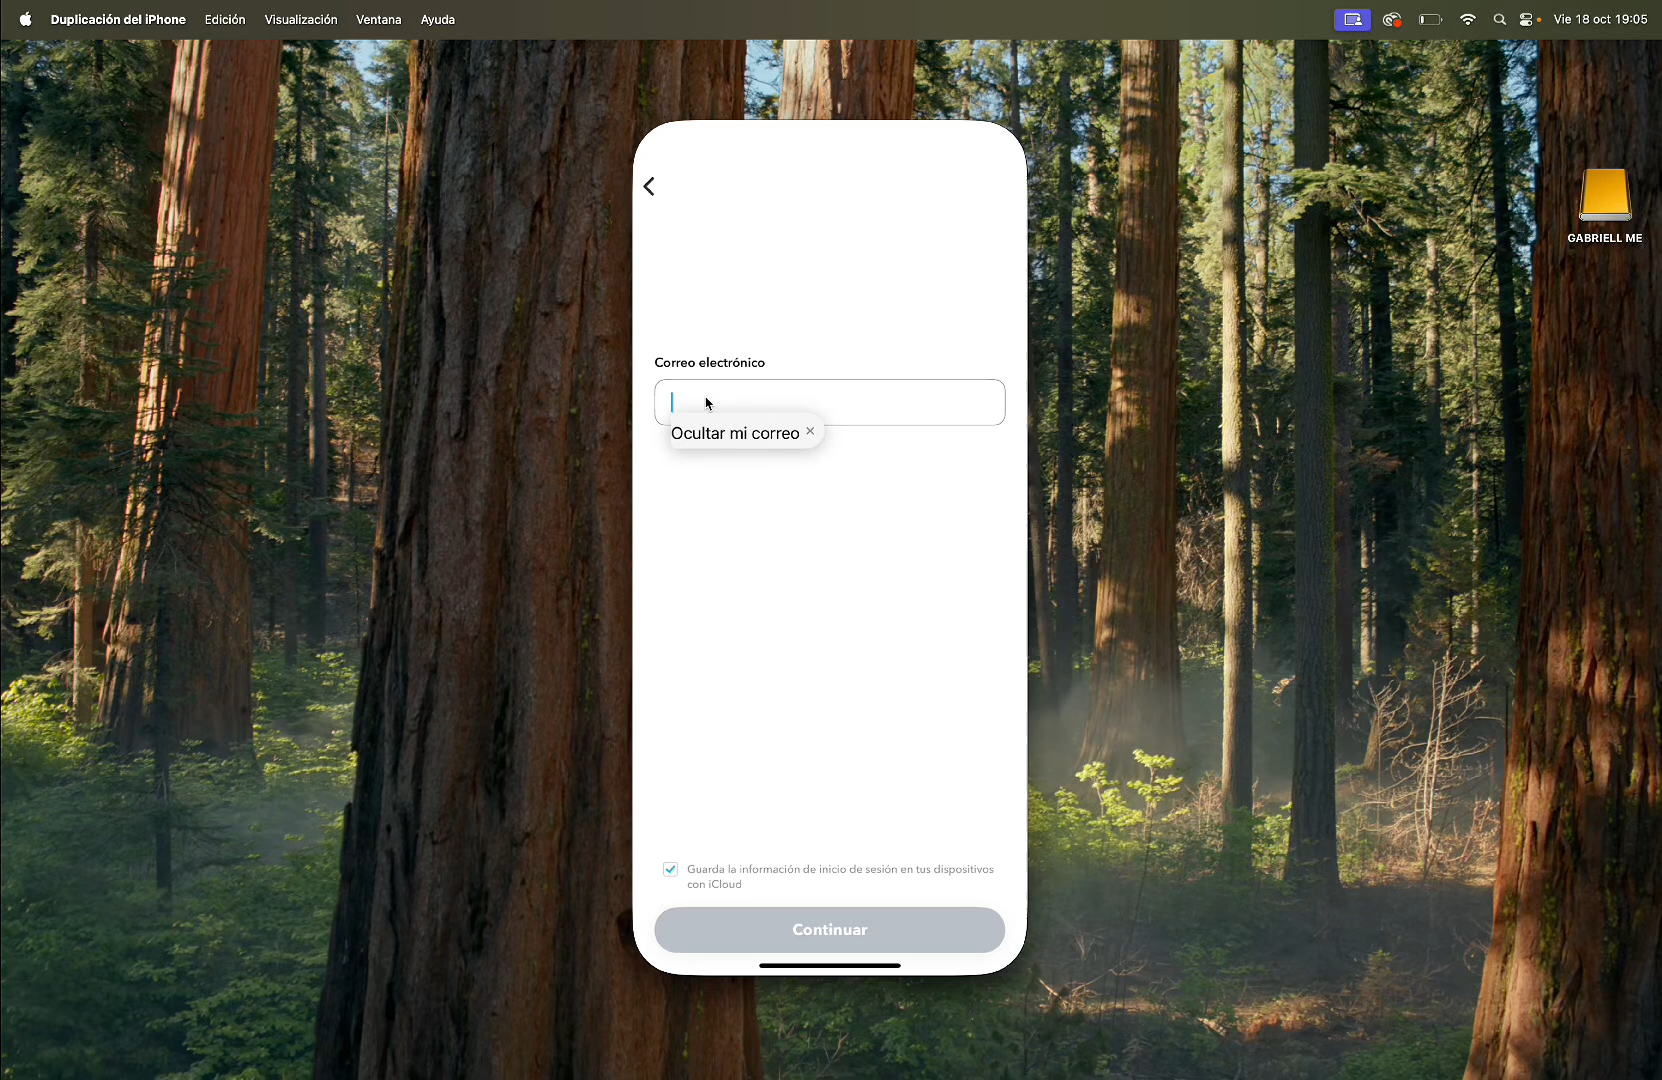 Duplicación del iPhone Edición Visualización Ventana Ayuda Vie 18 oct 19:05
GABRIELL ME
Correo electrónico
Ocultar mi correo
Guarda la información de inicio de sesión en tus dispositivos
con iCloud
Continuar